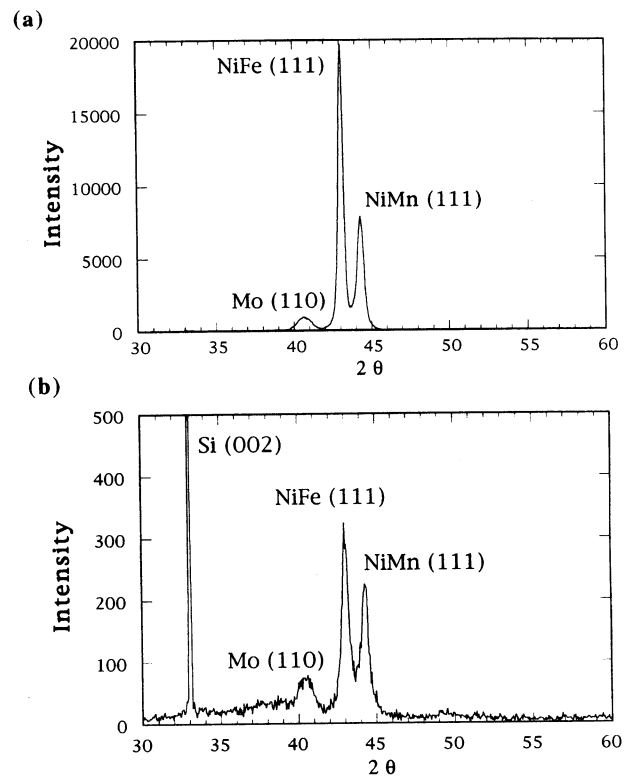 (a)
20000
NiFe (111)
15000
Intensity
10000
NiMn (111)
5000
Mo (110)
0
30 35 40 45 50 55 60
2 θ
(b)
500
Si (002)
400
NiFe (111)
300
Intensity
NiMn (111)
200
Mo (110)
100
0
30 35 40 45 50 55 60
2 θ